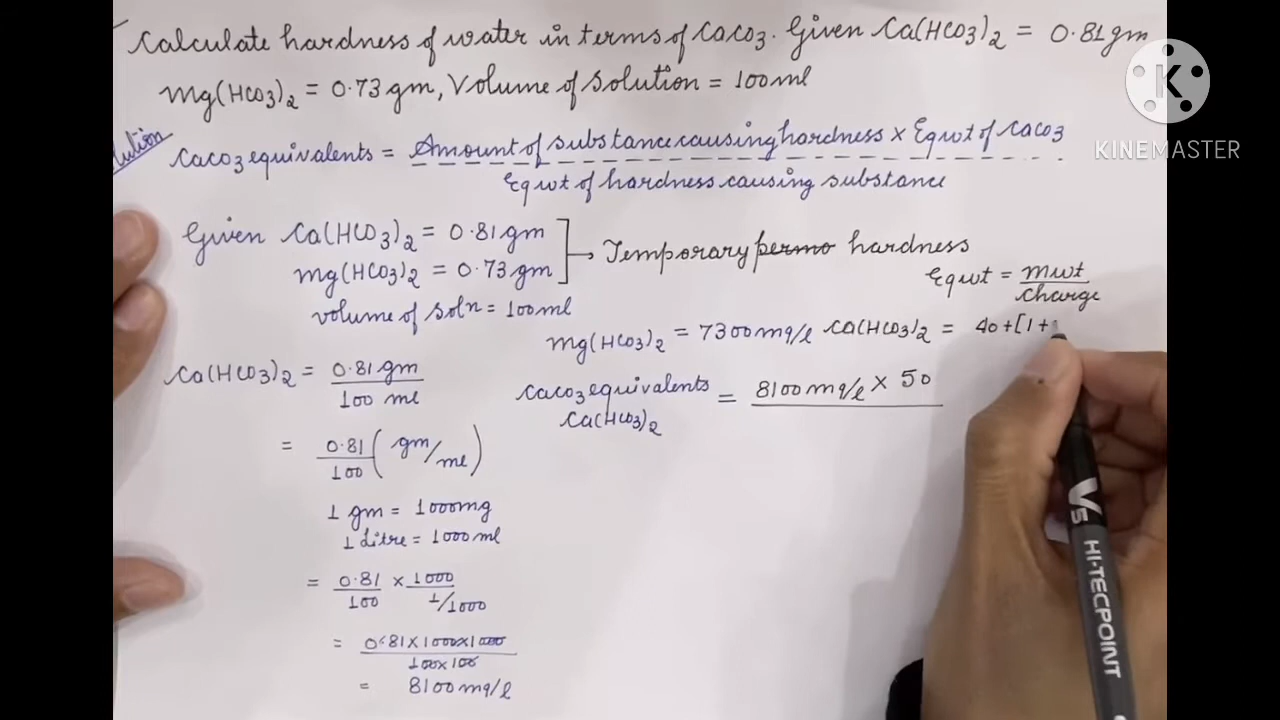 Calculate hardness of water in terms of CaCO3. Given Ca(HCO3)2 = 0.81 gm
mg(HCO3)2 = 0.73 gm, Volume of solution = 100 ml
KINEMASTER
lution
CaCO3 equivalents = Amount of substance causing hardness × Eqwt of CaCO3
Eqwt of hardness causing substance
Given Ca(HCO3)2 = 0.81 gm
mg(HCO3)2 = 0.73 gm
→ Temporary permo hardness
volume of soln = 100 ml
Eqwt = mwt
charge
mg(HCO3)2 = 7300 mg/l Ca(HCO3)2 = 40+[1+
Ca(HCO3)2 = 0.81 gm
100 ml
CaCO3 equivalents = 8100 mg/l × 50
Ca(HCO3)2
= 0.81 (gm/ml)
100
1 gm = 1000mg
1 Litre = 1000 ml
= 0.81 × 1000
100 1/1000
= 0.81 × 1000 × 1000
100 × 100
= 8100 mg/l
V5
HI-TECPOINT